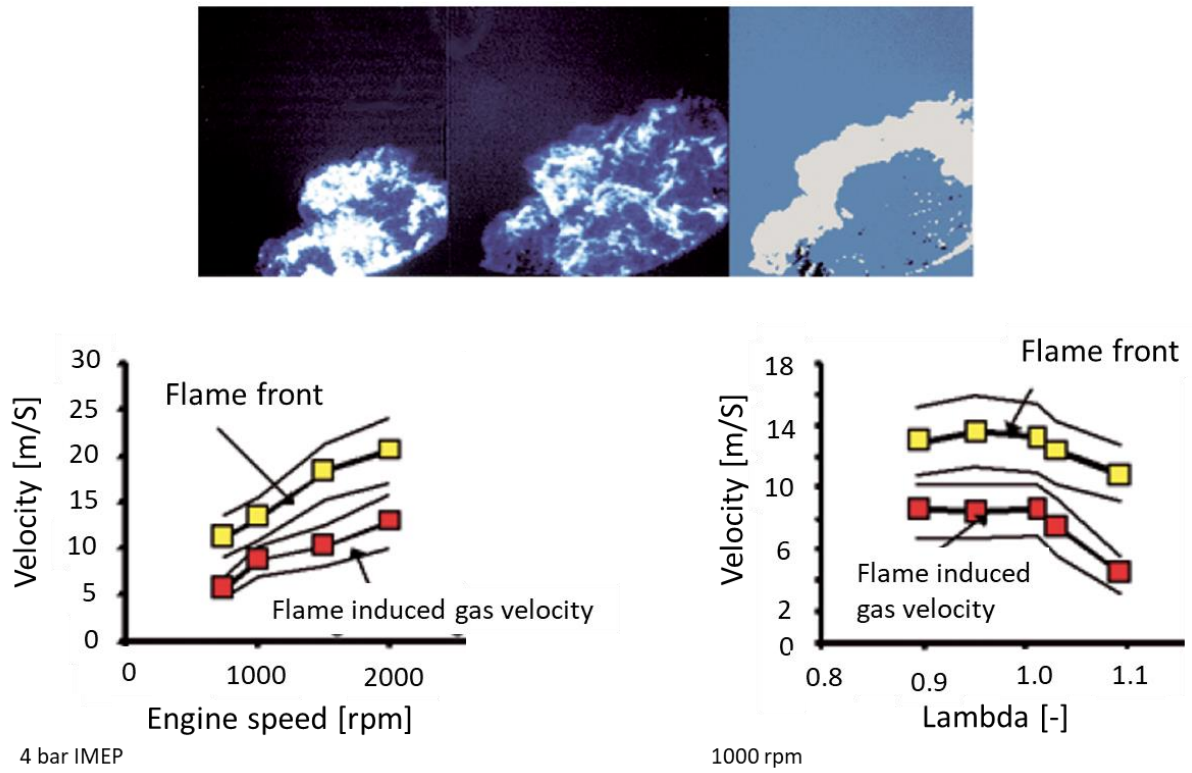 30
25
20
15
10
5
0
Velocity [m/S]
Flame front
Flame induced gas velocity
0
1000
2000
Engine speed [rpm]
4 bar IMEP
18
14
10
6
2
0
Velocity [m/S]
Flame front
Flame induced
gas velocity
0.8
0.9
1.0
1.1
Lambda [-]
1000 rpm